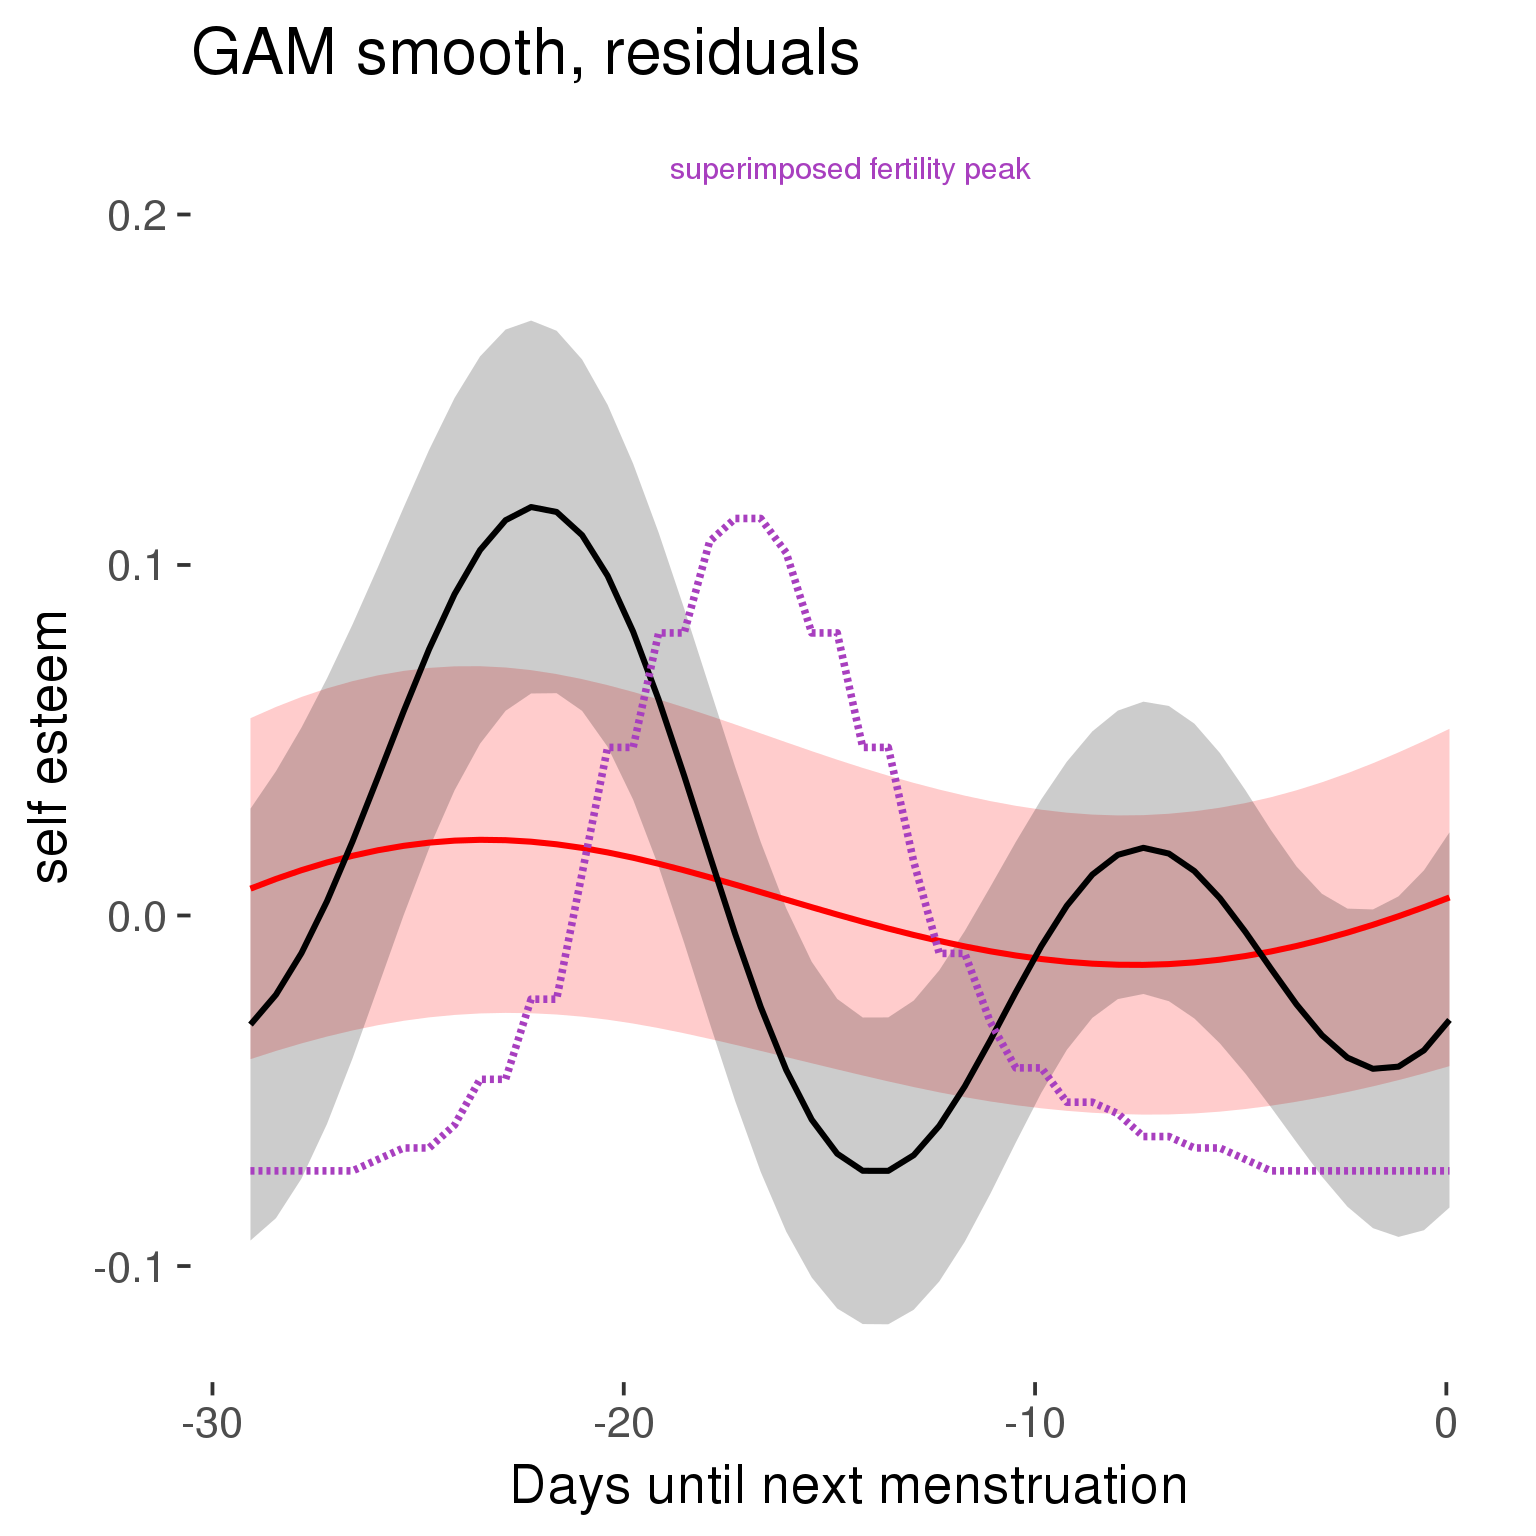 GAM smooth, residuals
superimposed fertility peak
0.2
0.1
0.0
-0.1
self esteem
-30 -20 -10 0
Days until next menstruation